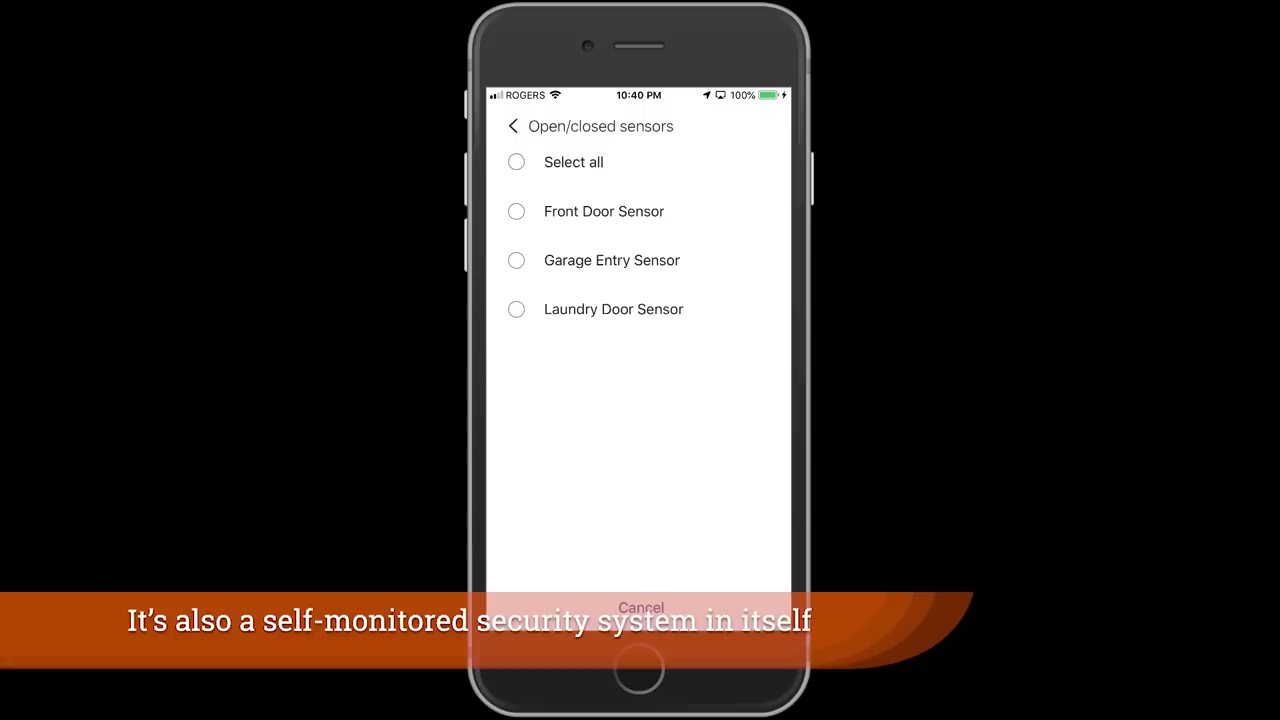 ROGERS 10:40 PM 100%
Open/closed sensors
Select all
Front Door Sensor
Garage Entry Sensor
Laundry Door Sensor
Cancel
It’s also a self-monitored security system in itself